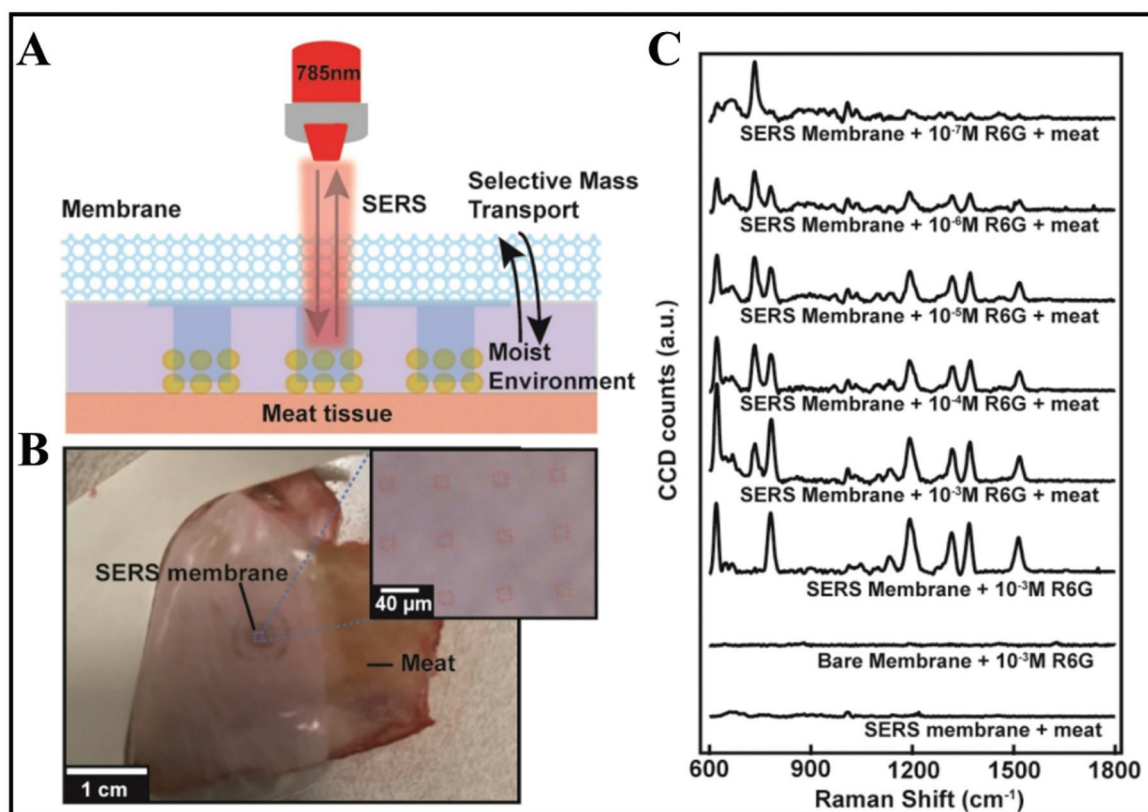 A
785nm
Membrane
SERS
Selective Mass
Transport
Moist
Environment
Meat tissue
B
SERS membrane
Meat
40 μm
1 cm
C
CCD counts (a.u.)
SERS Membrane + 10⁻⁷M R6G + meat
SERS Membrane + 10⁻⁶M R6G + meat
SERS Membrane + 10⁻⁵M R6G + meat
SERS Membrane + 10⁻⁴M R6G + meat
SERS Membrane + 10⁻³M R6G + meat
SERS Membrane + 10⁻³M R6G
Bare Membrane + 10⁻³M R6G
SERS membrane + meat
600 900 1200 1500 1800
Raman Shift (cm⁻¹)